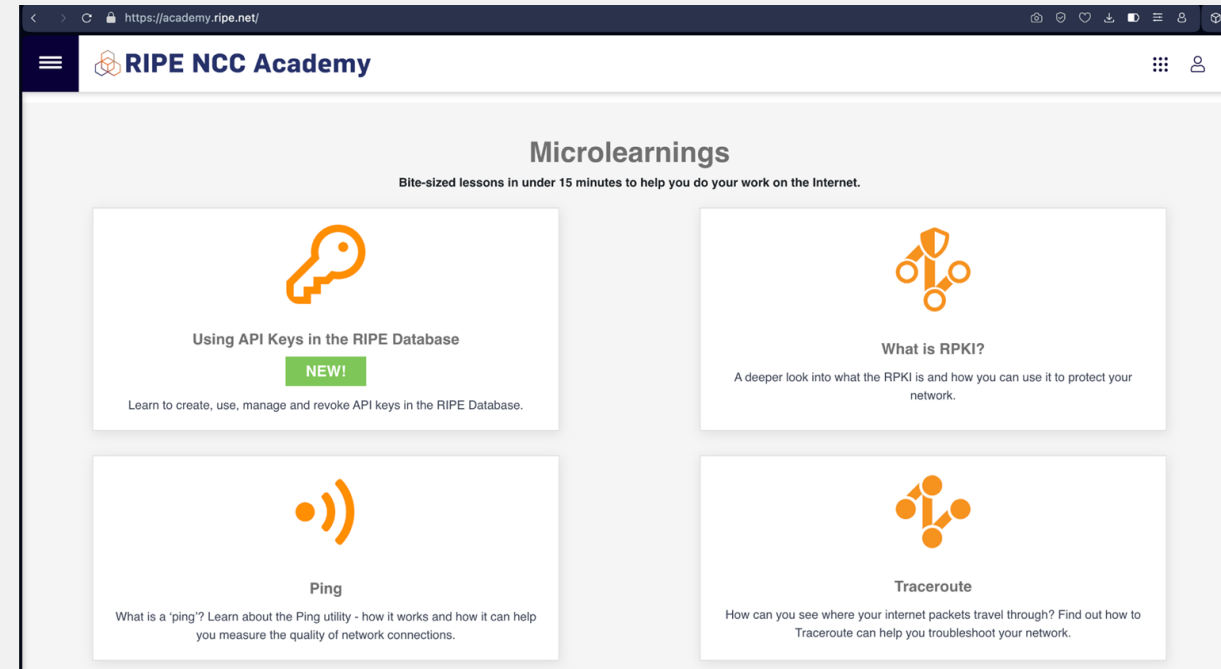 https://academy.ripe.net/
RIPE NCC Academy
Microlearnings
Bite-sized lessons in under 15 minutes to help you do your work on the Internet.
Using API Keys in the RIPE Database
NEW!
Learn to create, use, manage and revoke API keys in the RIPE Database.
What is RPKI?
A deeper look into what the RPKI is and how you can use it to protect your
network.
Ping
What is a ‘ping’? Learn about the Ping utility - how it works and how it can help
you measure the quality of network connections.
Traceroute
How can you see where your internet packets travel through? Find out how to
Traceroute can help you troubleshoot your network.